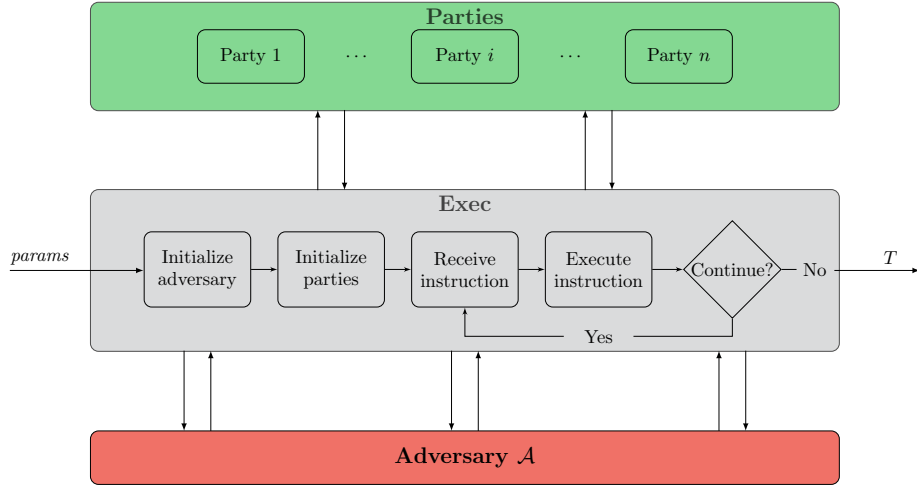 Parties
Party 1 ... Party i ... Party n
Exec
params
Initialize adversary
Initialize parties
Receive instruction
Execute instruction
Continue?
No
T
Yes
Adversary 𝒜